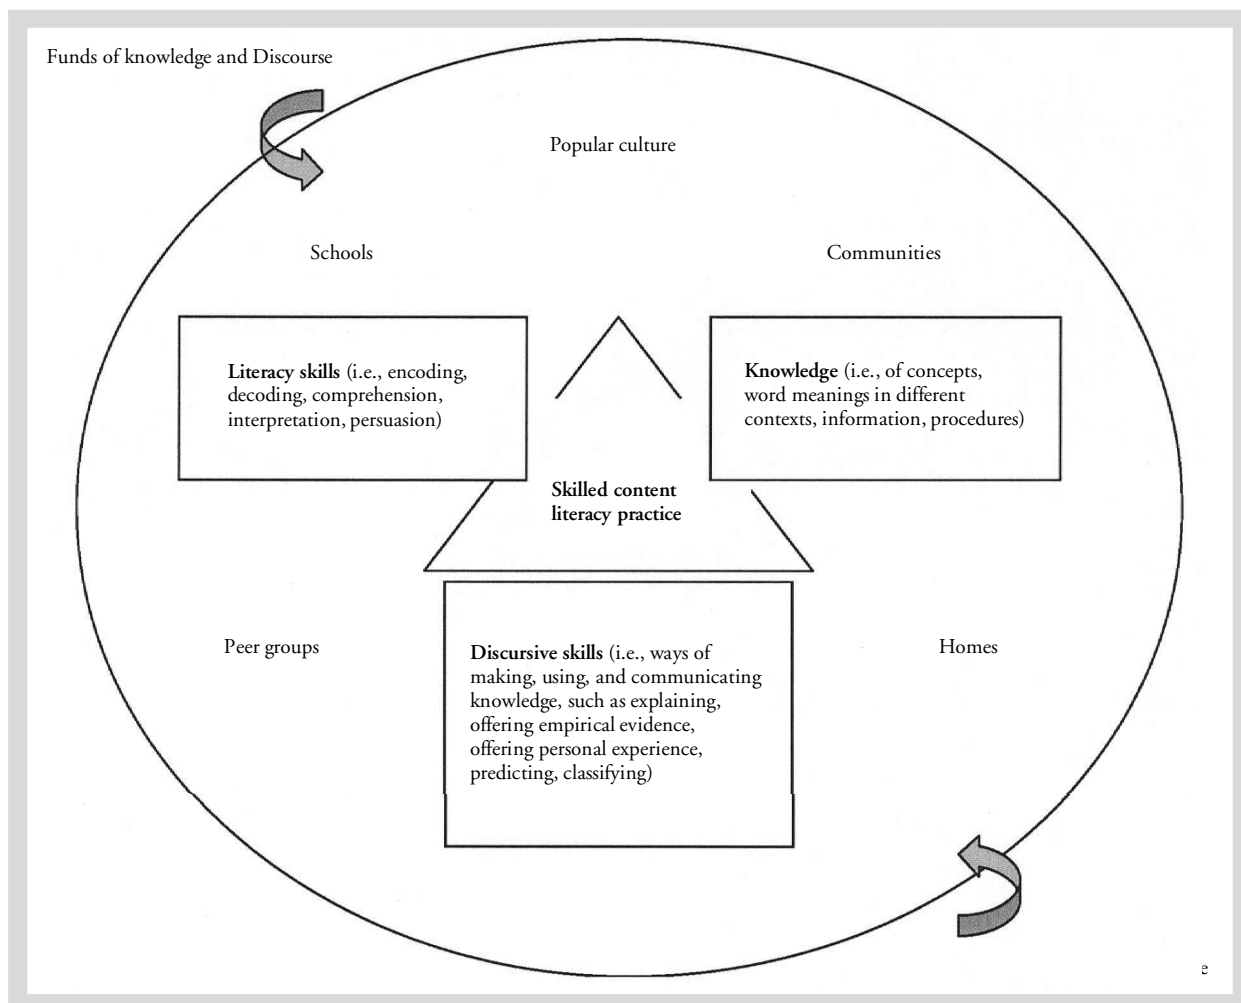 Funds of knowledge and Discourse
Popular culture
Schools
Communities
Literacy skills (i.e., encoding,
decoding, comprehension,
interpretation, persuasion)
Knowledge (i.e., of concepts,
word meanings in different
contexts, information, procedures)
Skilled content
literacy practice
Peer groups
Homes
Discursive skills (i.e., ways of
making, using, and communicating
knowledge, such as explaining,
offering empirical evidence,
offering personal experience,
predicting, classifying)
e